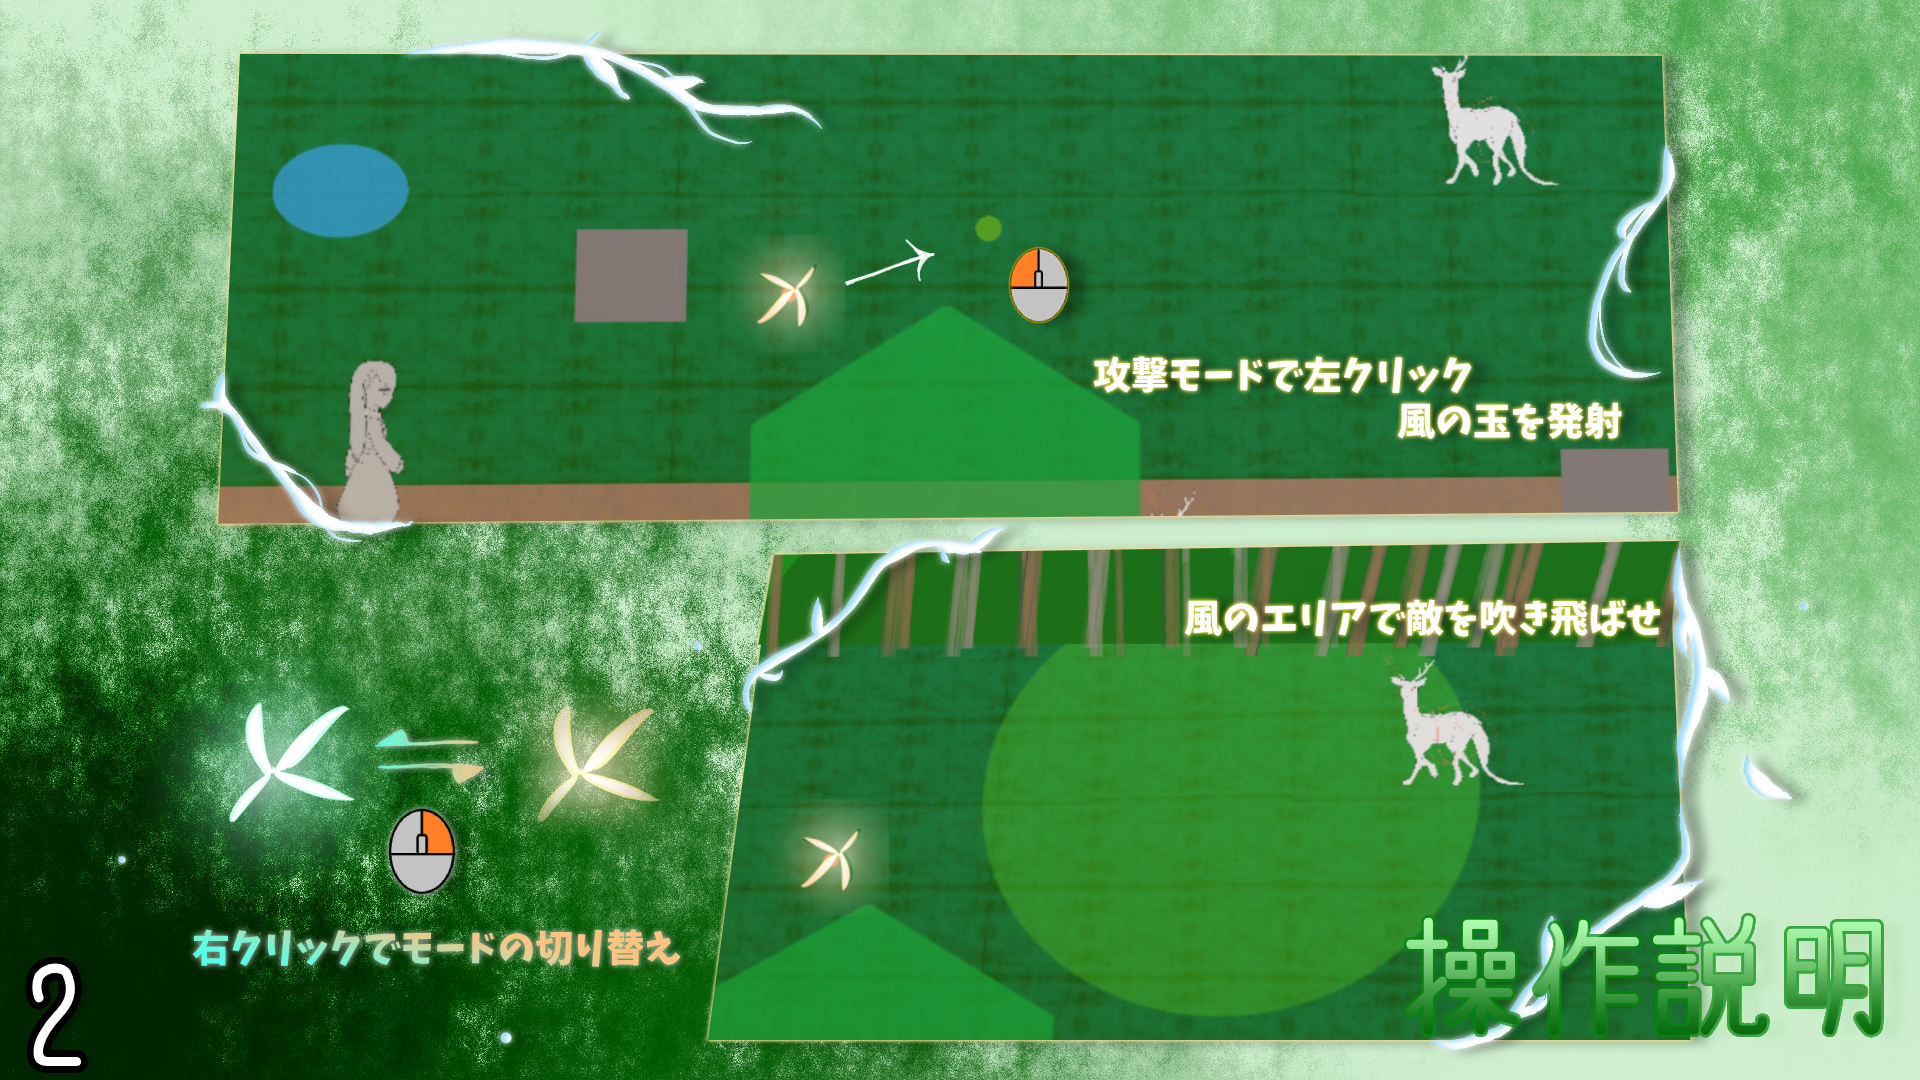 攻撃モードで左クリック
風の玉を発射
風のエリアで敵を吹き飛ばせ
右クリックでモードの切り替え
操作説明
2